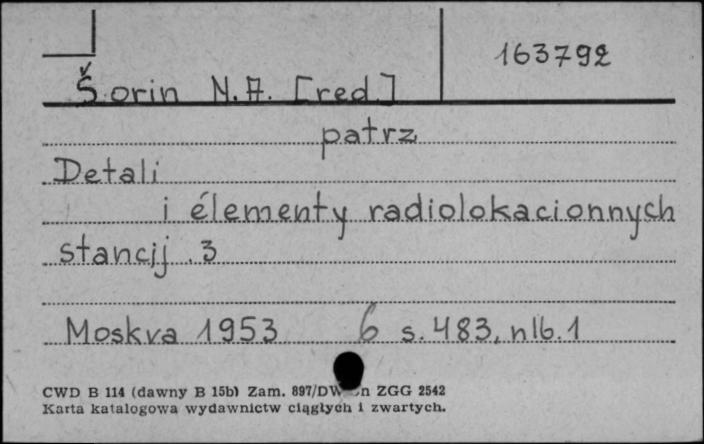 163792
Šorin N.A. [red.]
patrz
Detali
i élementy radiolokacionnych
stancij . 3
Moskva 1953 6 s. 483, nlb. 1
CWD B 114 (dawny B 15b) Zam. 897/DW ZGG 2542
Karta katalogowa wydawnictw ciągłych i zwartych.